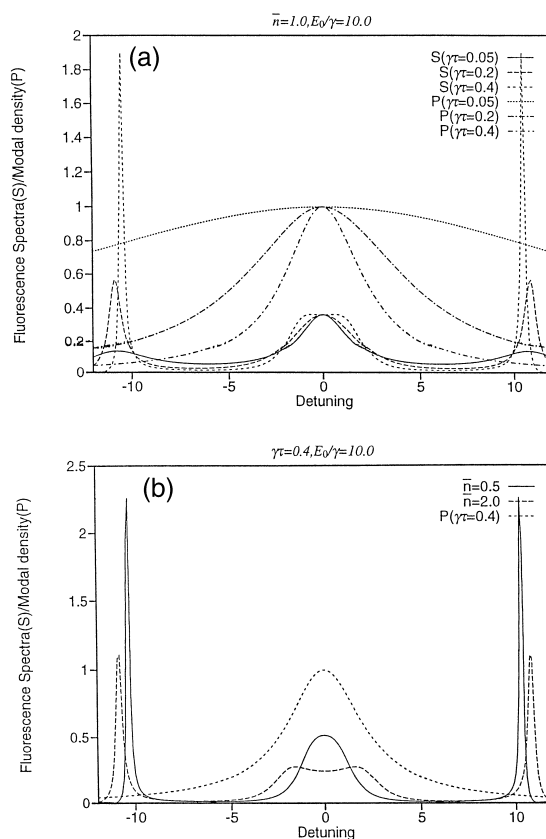 n̅=1.0,E₀/γ=10.0
(a)
S(γτ=0.05)
S(γτ=0.2)
S(γτ=0.4)
P(γτ=0.05)
P(γτ=0.2)
P(γτ=0.4)
Fluorescence Spectra(S)/Modal density(P)
2
1.8
1.6
1.4
1.2
1
0.8
0.6
0.4
0.2
0.2
0
-10
-5
0
5
10
Detuning
γτ=0.4,E₀/γ=10.0
(b)
n̅=0.5
n̅=2.0
P(γτ=0.4)
Fluorescence Spectra(S)/Modal density(P)
2.5
2
1.5
1
0.5
0
-10
-5
0
5
10
Detuning